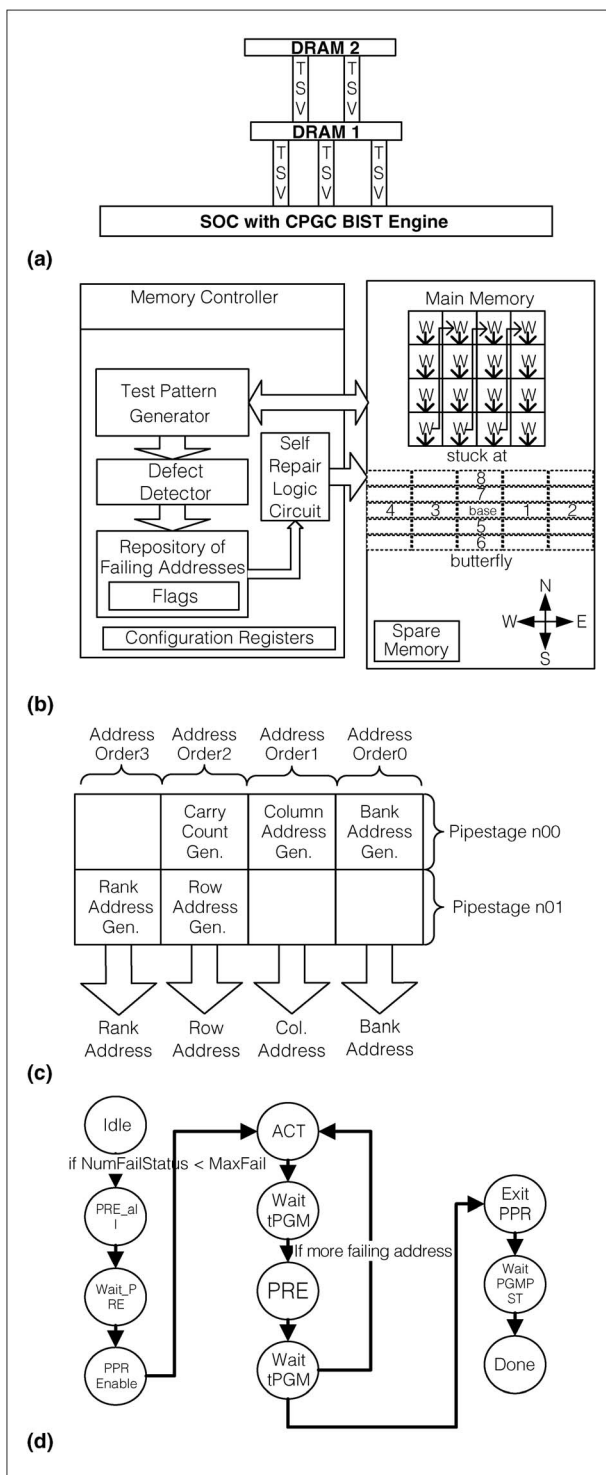 DRAM 2
TSV TSV
DRAM 1
TSV TSV TSV
SOC with CPGC BIST Engine
(a)
Memory Controller
Test Pattern
Generator
Defect
Detector
Repository of
Failing Addresses
Flags
Configuration Registers
Self
Repair
Logic
Circuit
Main Memory
W W W W
W W W W
W W W W
W W W W
stuck at
8
7
4 3 base 1 2
5
6
butterfly
N
W E
S
Spare
Memory
(b)
Address Address Address Address
Order3 Order2 Order1 Order0
Carry
Count
Gen.
Column
Address
Gen.
Bank
Address
Gen.
Pipestage n00
Rank
Address
Gen.
Row
Address
Gen.
Pipestage n01
Rank
Address
Row
Address
Col.
Address
Bank
Address
(c)
Idle
if NumFailStatus < MaxFail
PRE_al
l
Wait_P
RE
PPR
Enable
ACT
Wait
tPGM
If more failing address
PRE
Wait
tPGM
Exit
PPR
Wait
PGMP
ST
Done
(d)